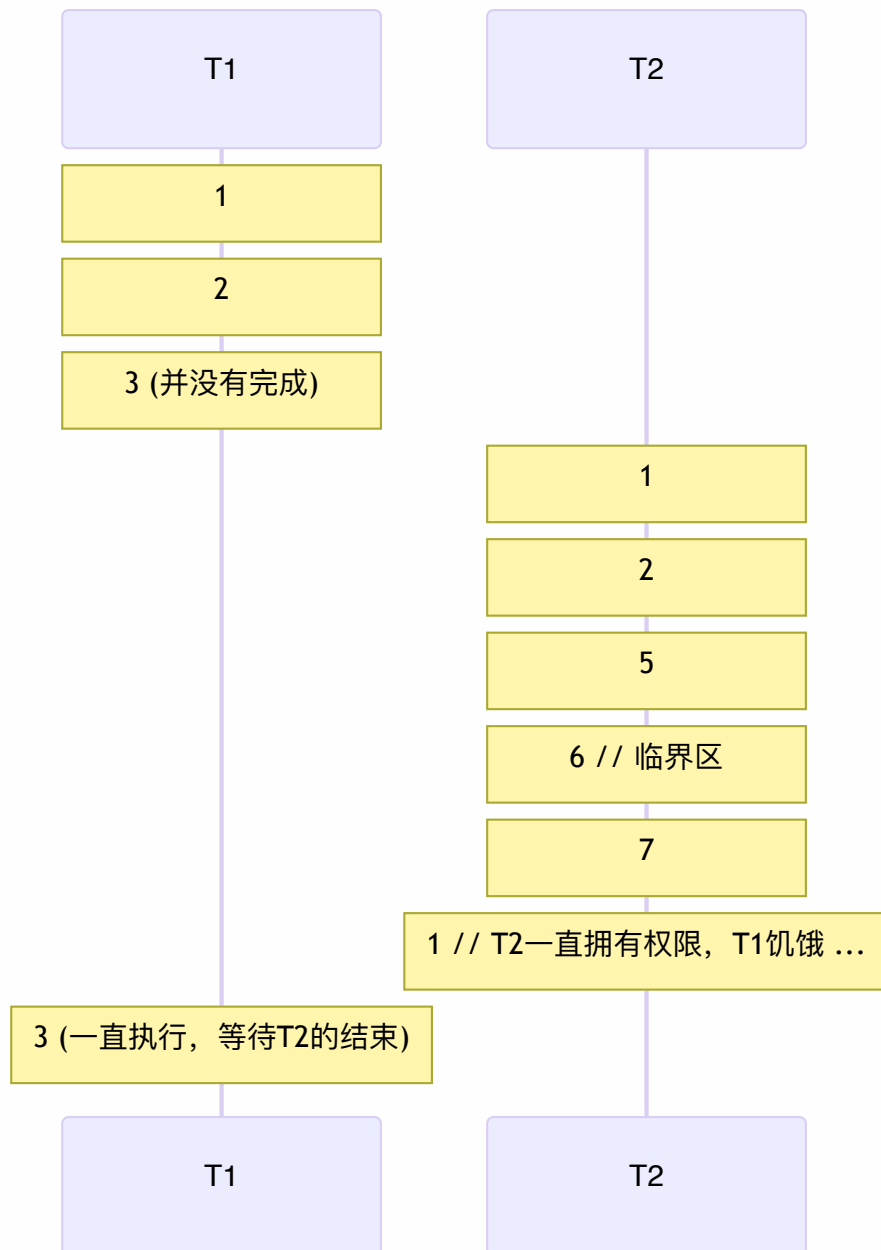 T1
T2
1
2
3 (并没有完成)
1
2
5
6 // 临界区
7
1 // T2一直拥有权限，T1饥饿 ...
3 (一直执行，等待T2的结束)
T1
T2